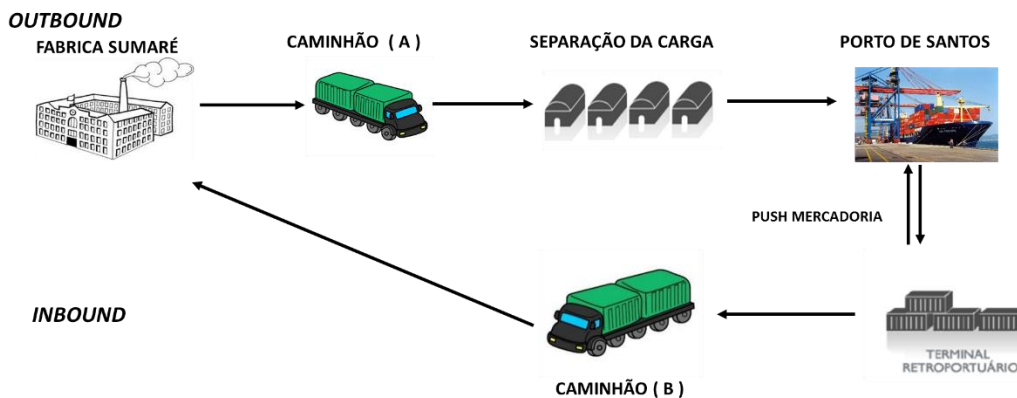 OUTBOUND
FABRICA SUMARÉ
CAMINHÃO ( A )
SEPARAÇÃO DA CARGA
PORTO DE SANTOS
PUSH MERCADORIA
INBOUND
TERMINAL
RETROPORTUÁRIO
CAMINHÃO ( B )